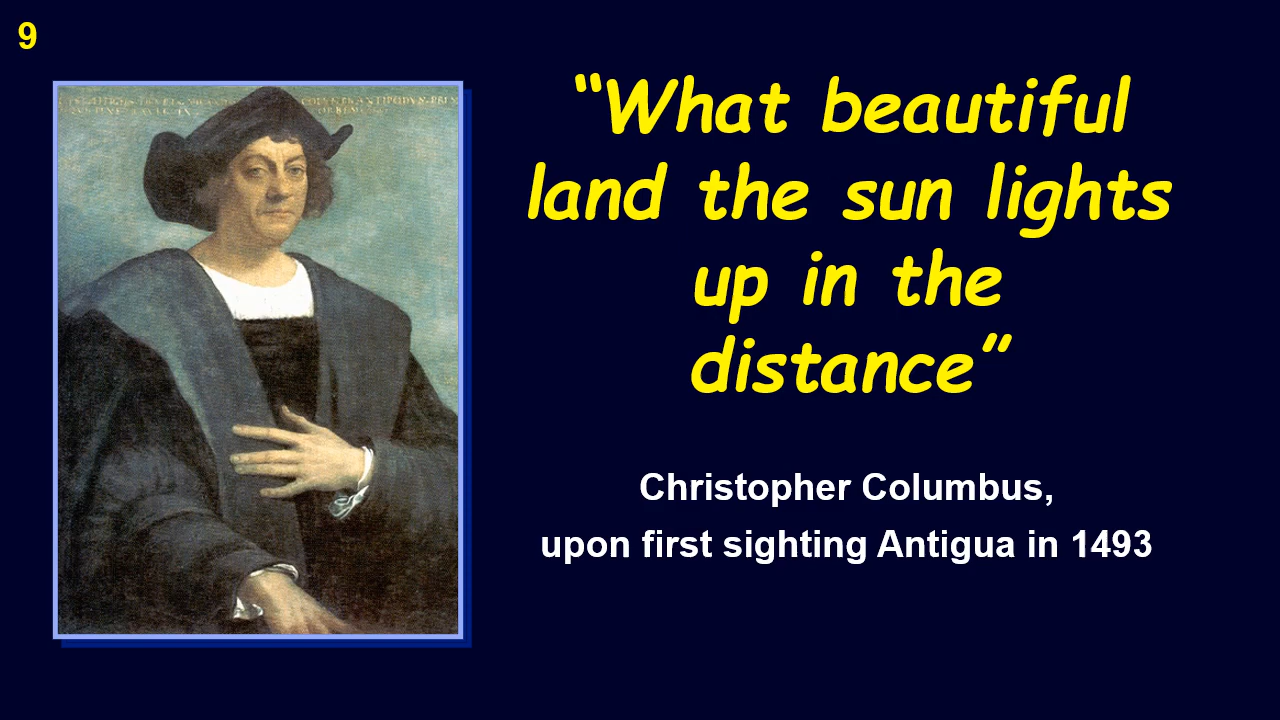 9
“What beautiful
land the sun lights
up in the
distance”
Christopher Columbus,
upon first sighting Antigua in 1493